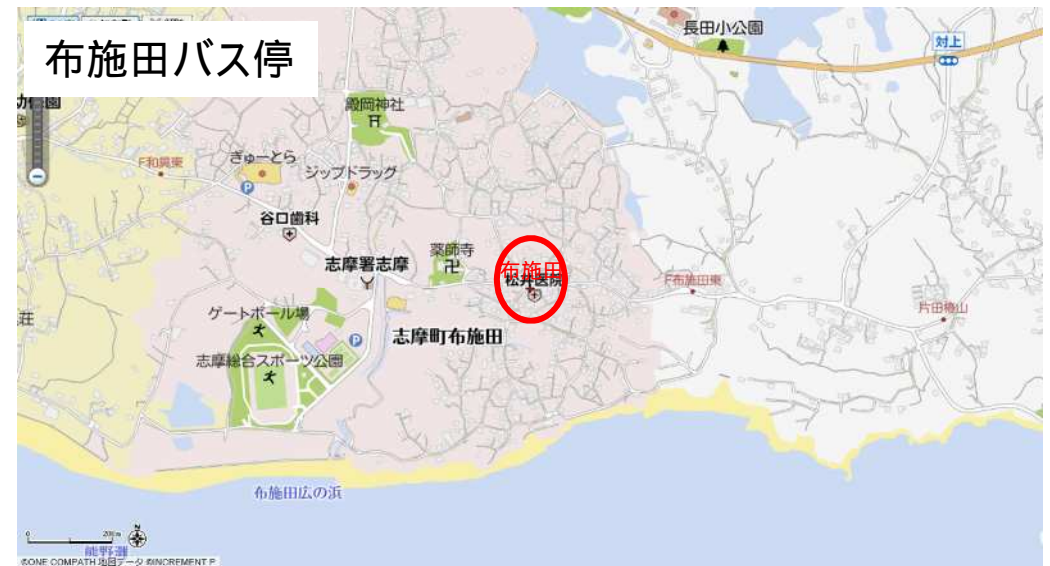 布施田バス停
長田小公園
対上
殿岡神社
F和具東
ぎゅーとら
ジップドラッグ
谷口歯科
薬師寺
志摩署志摩
布施田
松井医院
F布施田東
片田椿山
ゲートボール場
志摩町布施田
志摩総合スポーツ公園
荘
布施田広の浜
200m
N
熊野灘
©ONE COMPATH 地図データ ©INCREMENT P